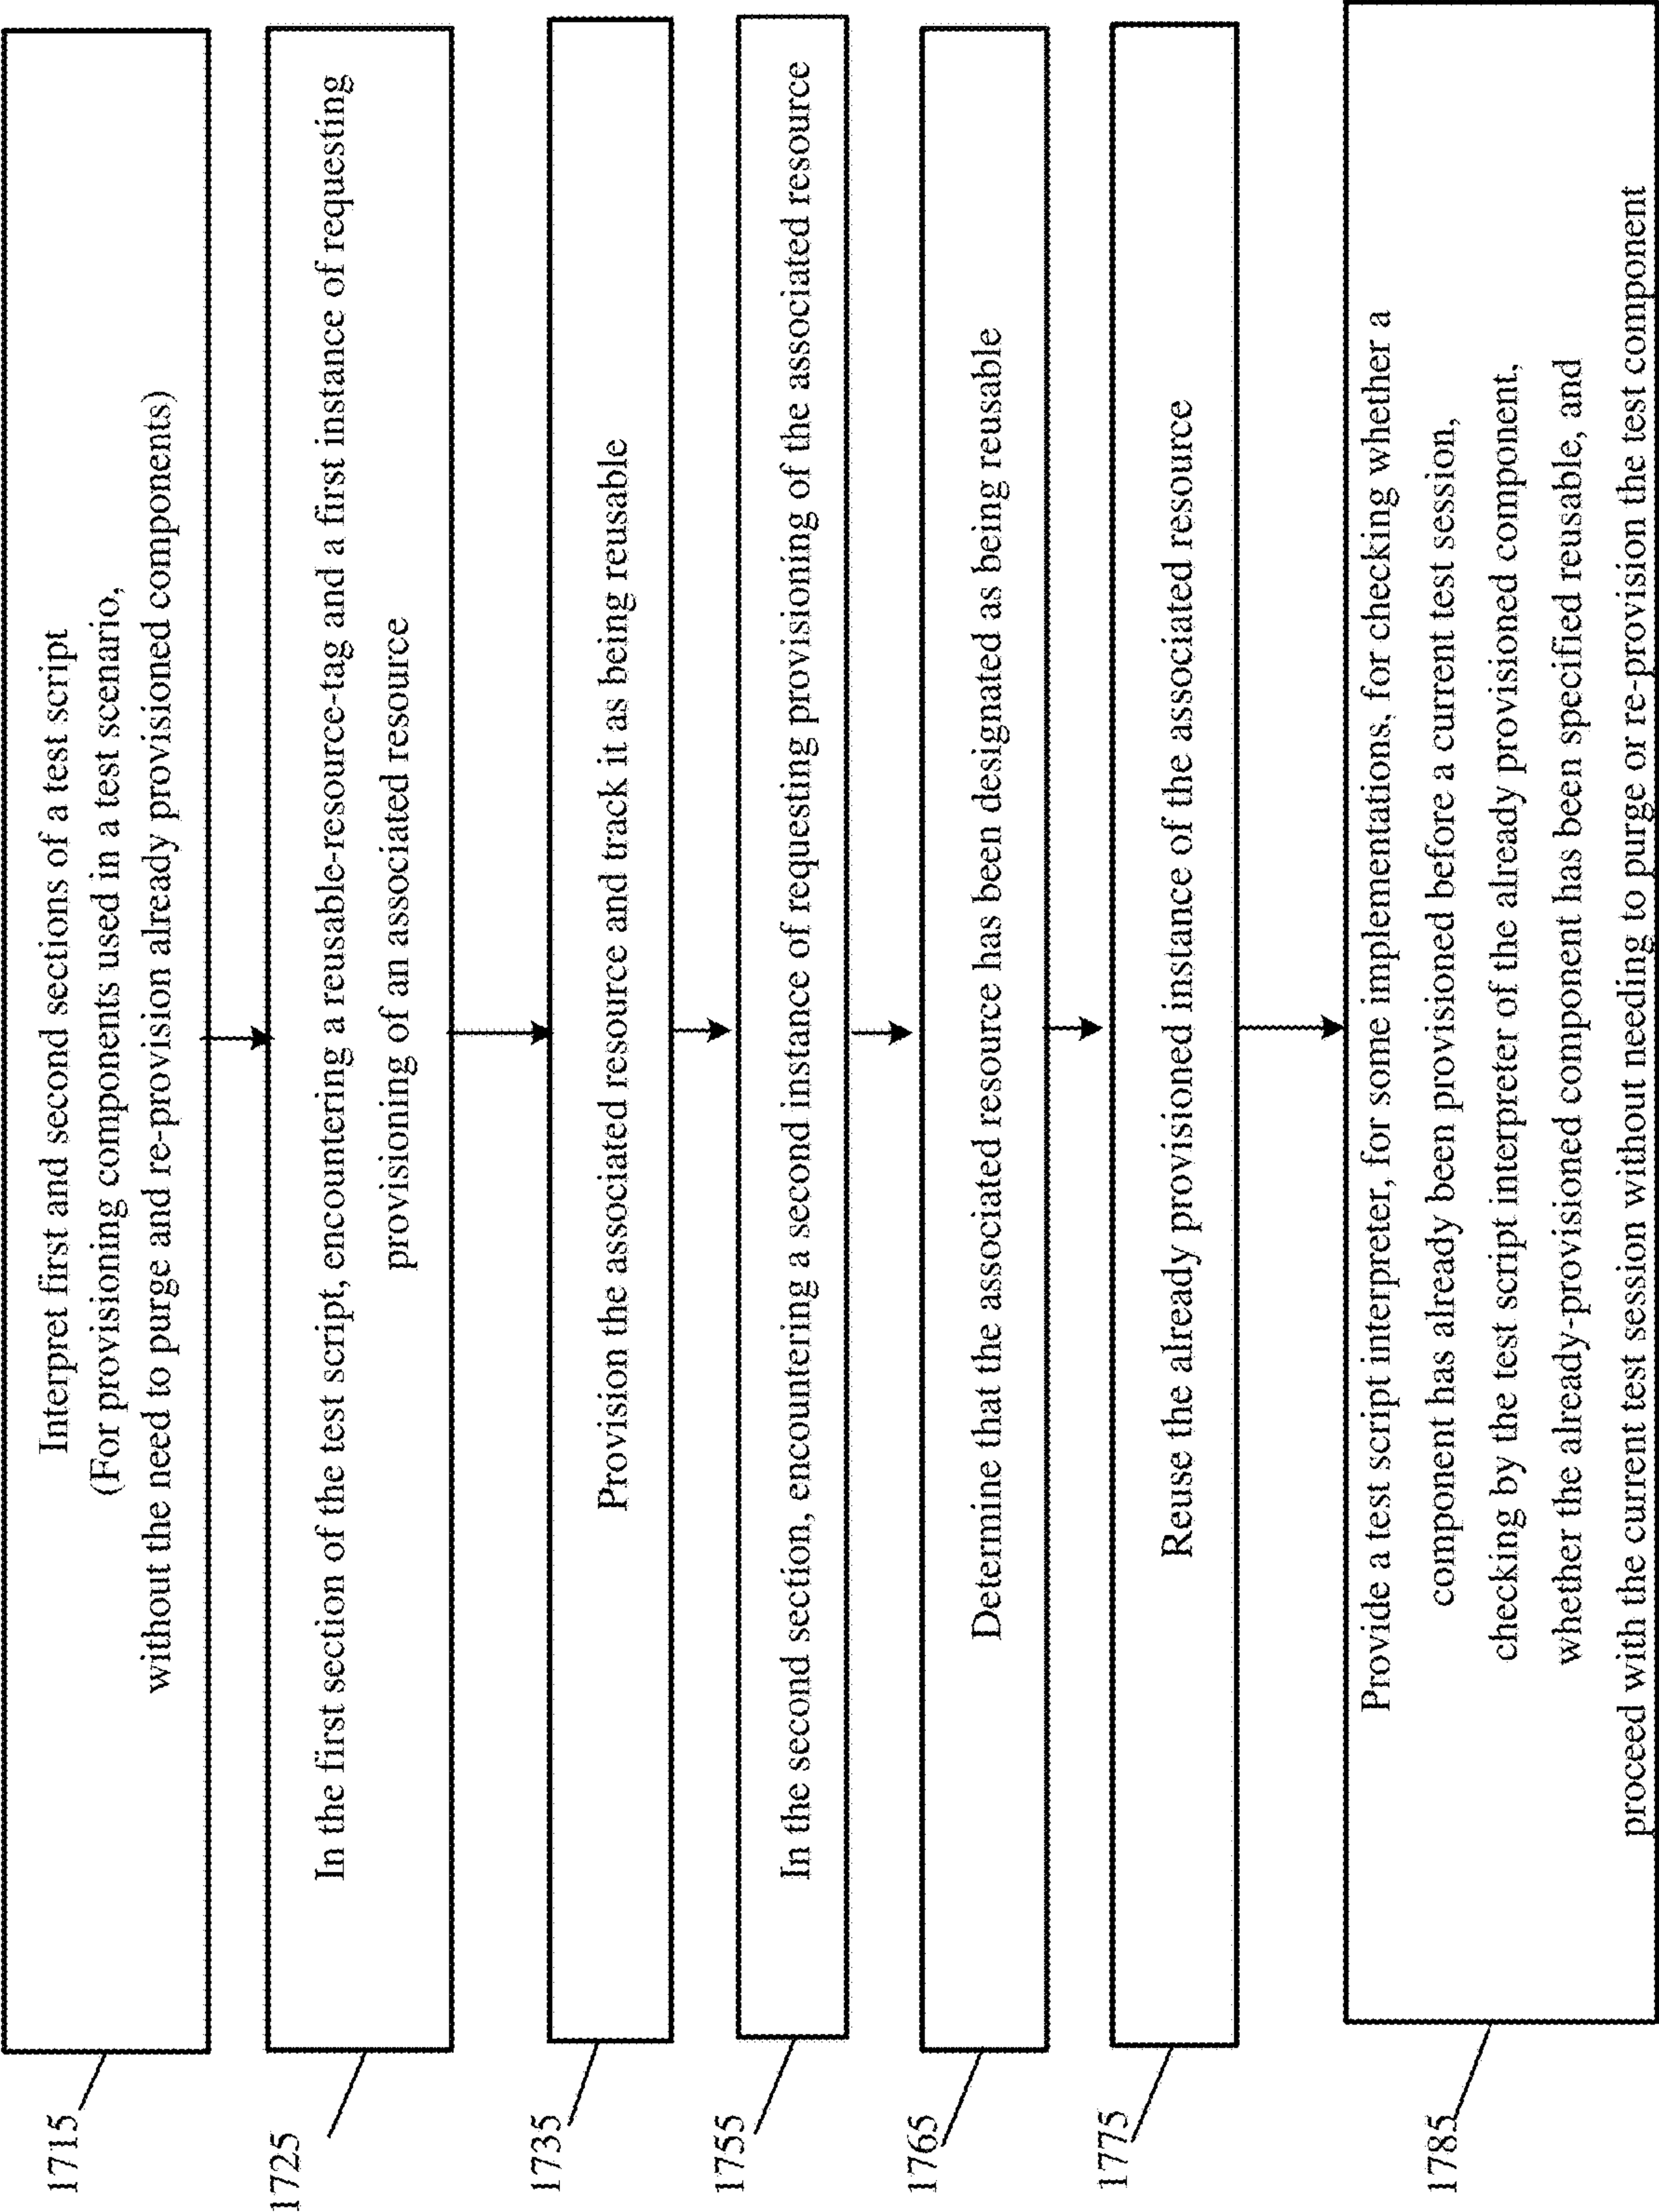 1715
Interpret first and second sections of a test script
(For provisioning components used in a test scenario,
without the need to purge and re-provision already provisioned components)
1725
In the first section of the test script, encountering a reusable-resource-tag and a first instance of requesting
provisioning of an associated resource
1735
Provision the associated resource and track it as being reusable
1755
In the second section, encountering a second instance of requesting provisioning of the associated resource
1765
Determine that the associated resource has been designated as being reusable
1775
Reuse the already provisioned instance of the associated resource
1785
Provide a test script interpreter, for some implementations, for checking whether a
component has already been provisioned before a current test session,
checking by the test script interpreter of the already provisioned component,
whether the already-provisioned component has been specified reusable, and
proceed with the current test session without needing to purge or re-provision the test component